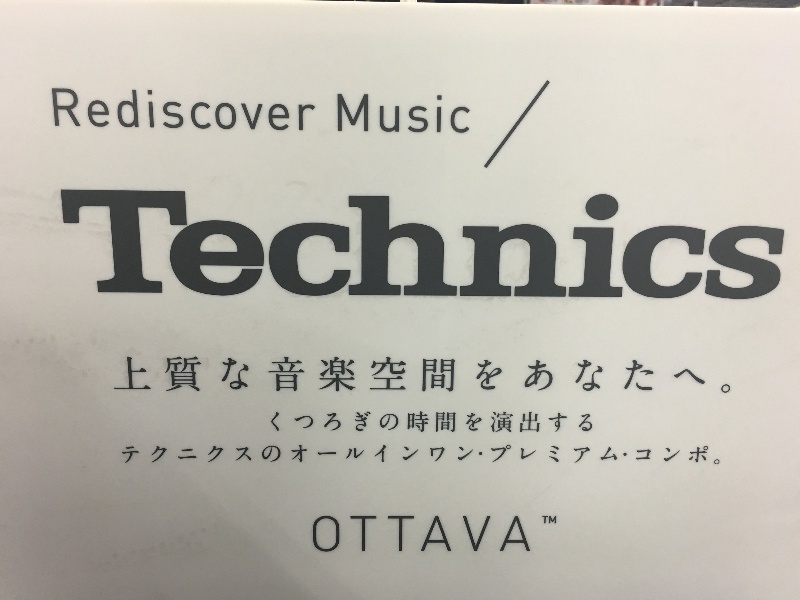 Rediscover Music
Technics
上質な音楽空間をあなたへ。
くつろぎの時間を演出する
テクニクスのオールインワン・プレミアム・コンポ。
OTTAVA™